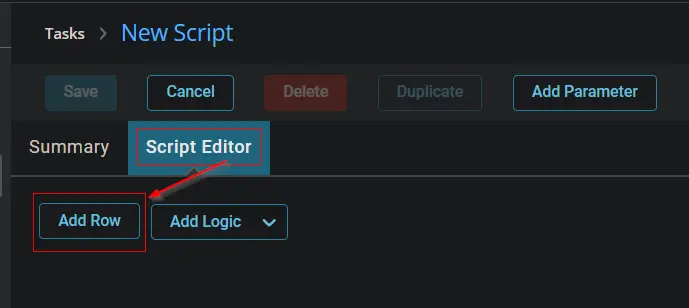 Tasks > New Script
Save Cancel Delete Duplicate Add Parameter
Summary Script Editor
Add Row Add Logic